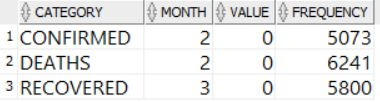 CATEGORY MONTH VALUE FREQUENCY
1 CONFIRMED 2 0 5073
2 DEATHS 2 0 6241
3 RECOVERED 3 0 5800